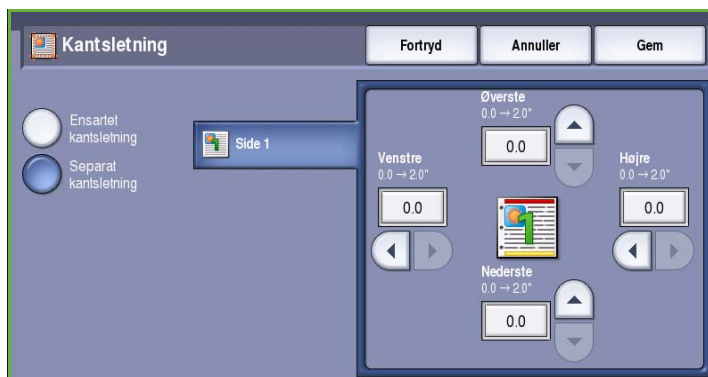 Kantsletning
Fortryd
Annuller
Gem
Ensartet
kantsletning
Separat
kantsletning
Side 1
Øverste
0.0 → 2.0"
0.0
Venstre
0.0 → 2.0"
0.0
Højre
0.0 → 2.0"
0.0
Nederste
0.0 → 2.0"
0.0
1